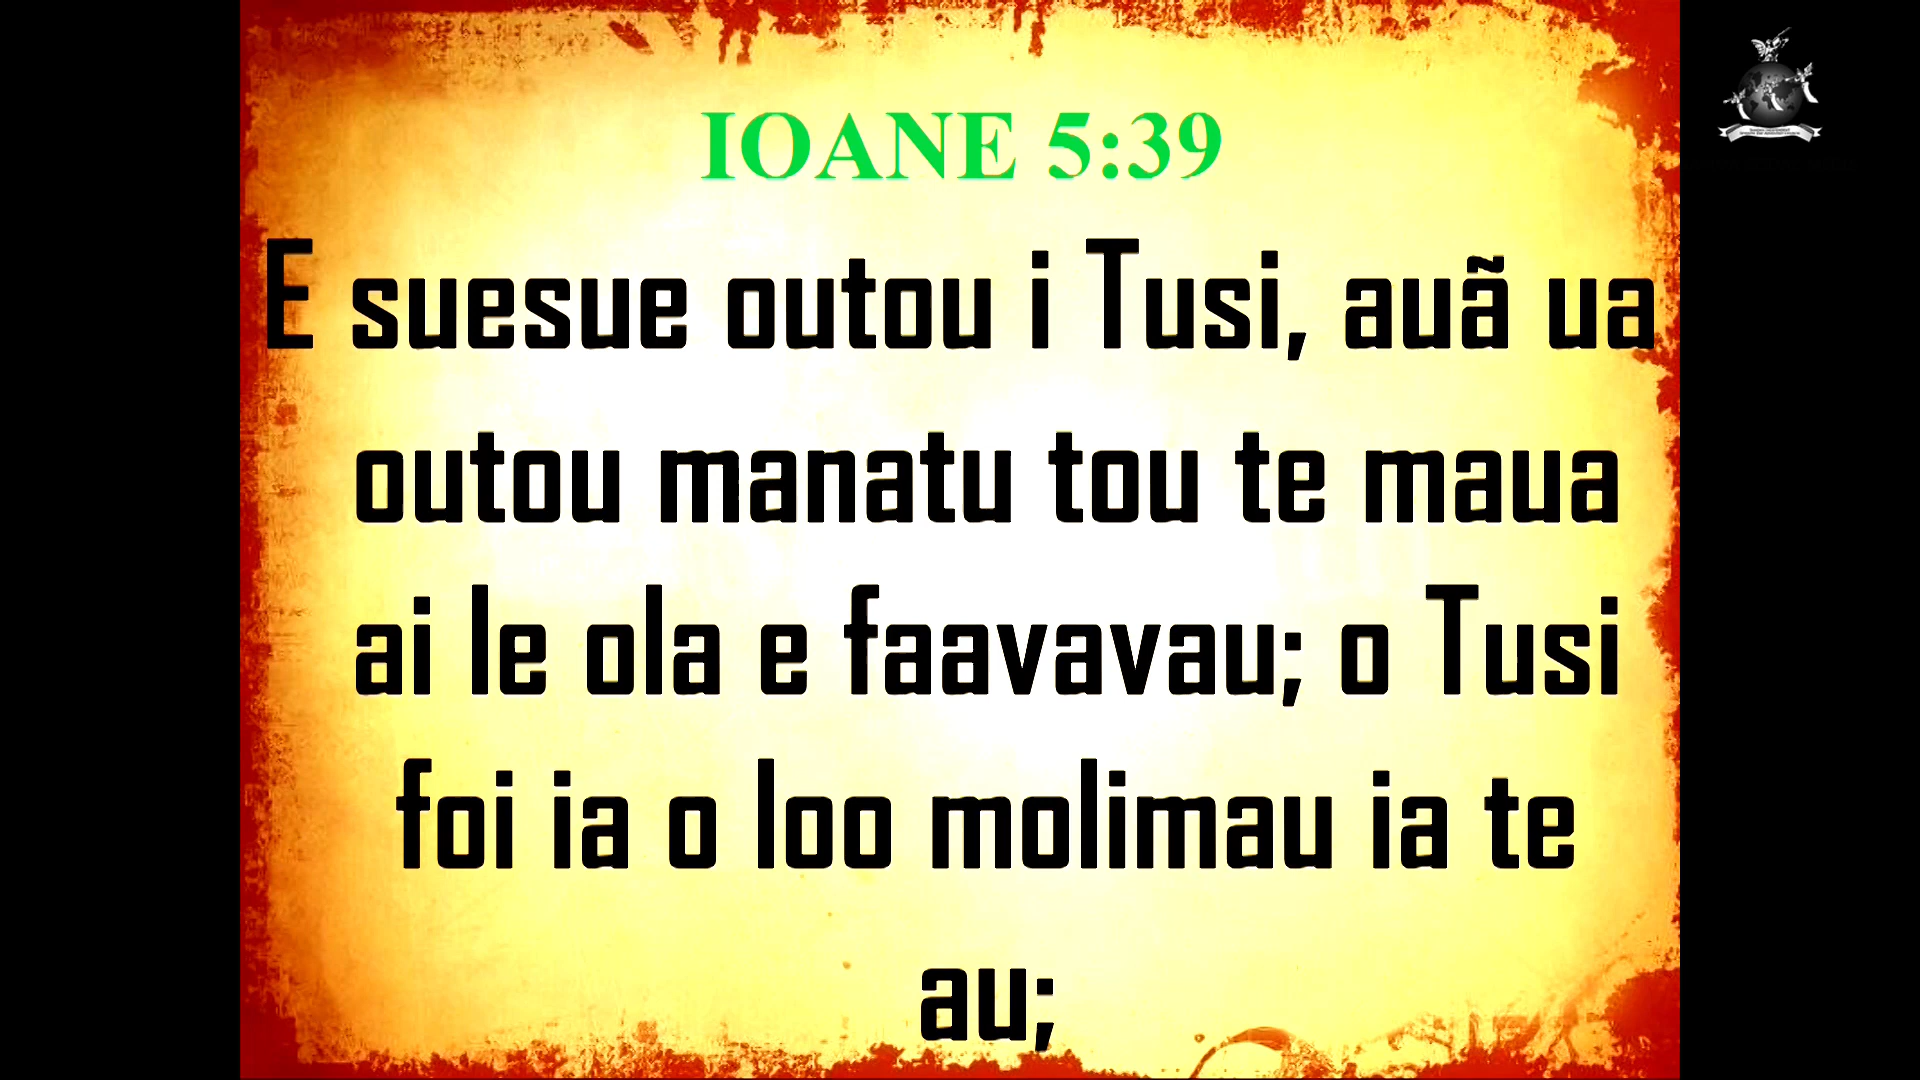 IOANE 5:39
E suesue outou i Tusi, auã ua
outou manatu tou te maua
ai le ola e faavavau; o Tusi
foi ia o loo molimau ia te
au;